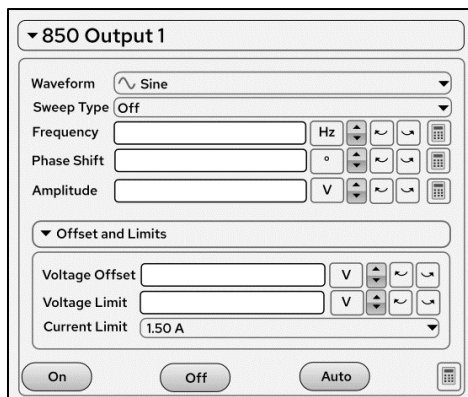 850 Output 1
Waveform Sine
Sweep Type Off
Frequency Hz
Phase Shift °
Amplitude V
Offset and Limits
Voltage Offset V
Voltage Limit V
Current Limit 1.50 A
On Off Auto